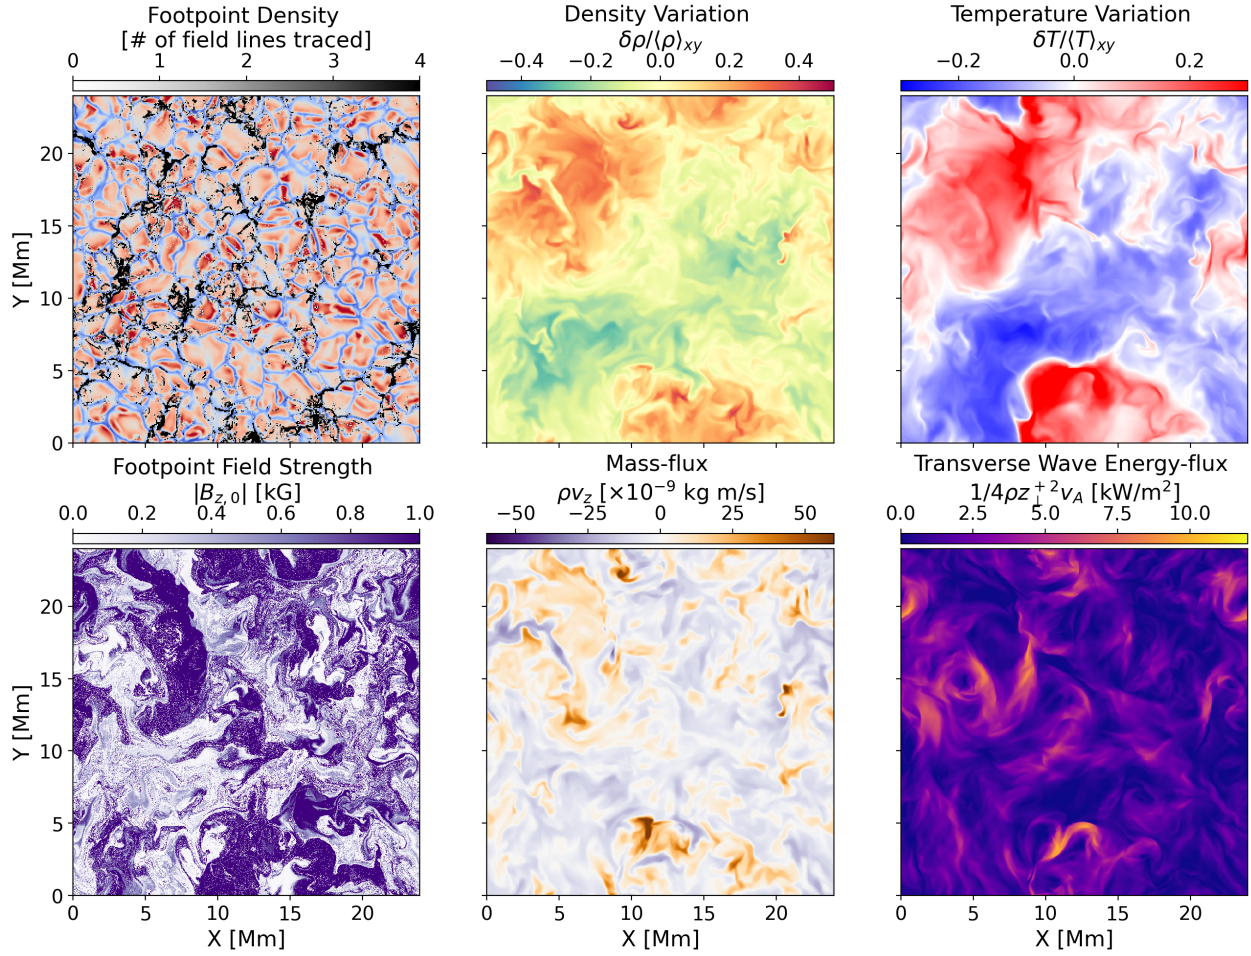 Footpoint Density
[# of field lines traced]
0 1 2 3 4
Density Variation
δρ/⟨ρ⟩xy
−0.4 −0.2 0.0 0.2 0.4
Temperature Variation
δT/⟨T⟩xy
−0.2 0.0 0.2
Y [Mm]
20
15
10
5
0
Footpoint Field Strength
|Bz,0| [kG]
0.0 0.2 0.4 0.6 0.8 1.0
Mass-flux
ρvz [×10−9 kg m/s]
−50 −25 0 25 50
Transverse Wave Energy-flux
1/4ρz⊥+2vA [kW/m2]
0.0 2.5 5.0 7.5 10.0
Y [Mm]
20
15
10
5
0
0 5 10 15 20
X [Mm]
0 5 10 15 20
X [Mm]
0 5 10 15 20
X [Mm]